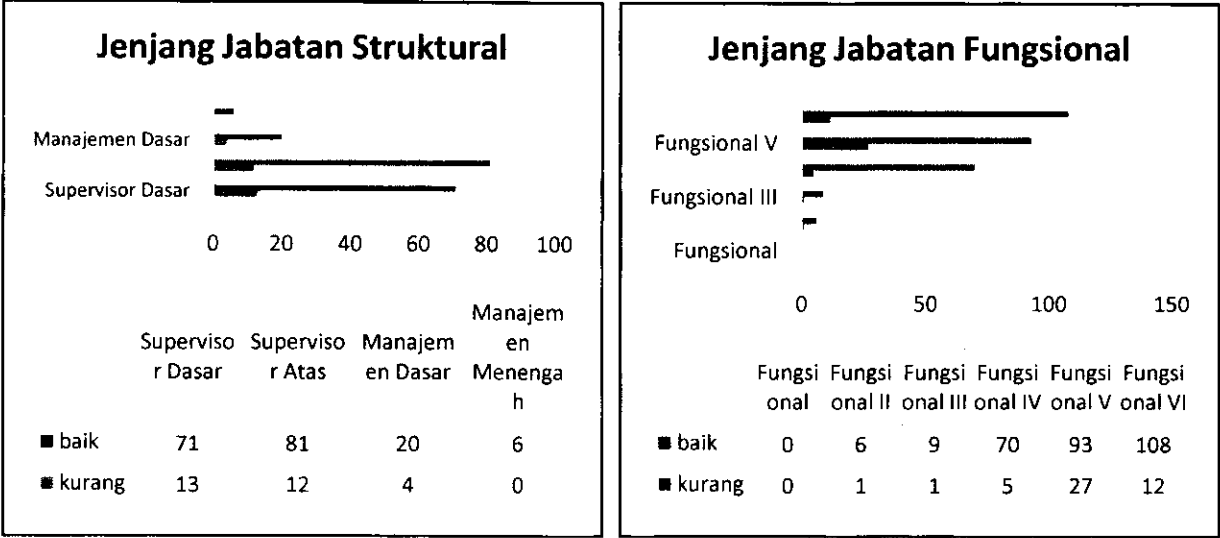 Jenjang Jabatan Struktural
Manajemen Dasar
Supervisor Dasar
0 20 40 60 80 100
Superviso
r Dasar
Superviso
r Atas
Manajem
en Dasar
Manajem
en
Menenga
h
baik 71 81 20 6
kurang 13 12 4 0
Jenjang Jabatan Fungsional
Fungsional V
Fungsional III
Fungsional
0 50 100 150
Fungsi Fungsi Fungsi Fungsi Fungsi Fungsi
onal onal II onal III onal IV onal V onal VI
baik 0 6 9 70 93 108
kurang 0 1 1 5 27 12